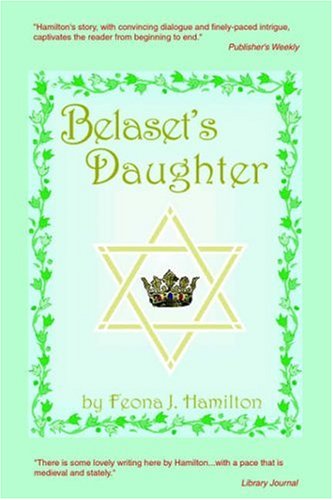 "Hamilton's story, with convincing dialogue and finely-paced intrigue,
captivates the reader from beginning to end."
Publisher's Weekly
Belaset's
Daughter
by Feona J. Hamilton
"There is some lovely writing here by Hamilton...with a pace that is
medieval and stately."
Library Journal